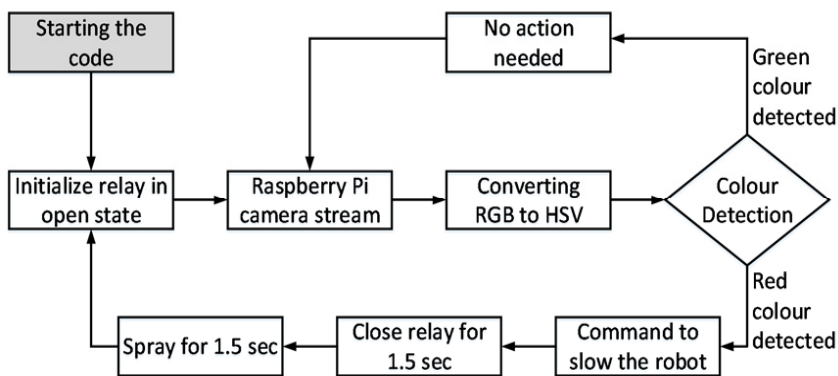 Starting the
code
No action
needed
Green
colour
detected
Initialize relay in
open state
Raspberry Pi
camera stream
Converting
RGB to HSV
Colour
Detection
Red
colour
detected
Spray for 1.5 sec
Close relay for
1.5 sec
Command to
slow the robot